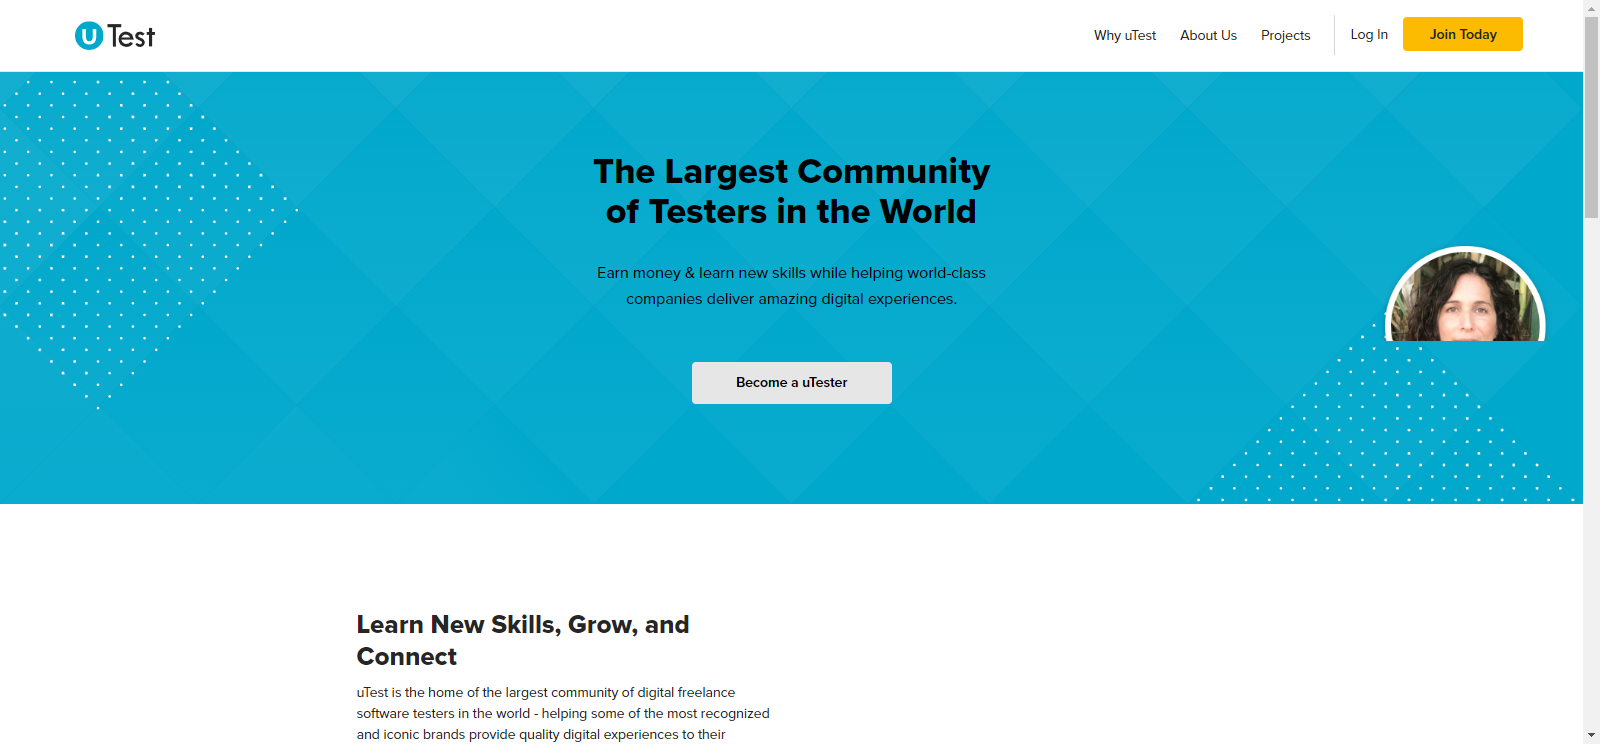 uTest
Why uTest
About Us
Projects
Log In
Join Today
The Largest Community
of Testers in the World
Earn money & learn new skills while helping world-class
companies deliver amazing digital experiences.
Become a uTester
Learn New Skills, Grow, and
Connect
uTest is the home of the largest community of digital freelance
software testers in the world - helping some of the most recognized
and iconic brands provide quality digital experiences to their